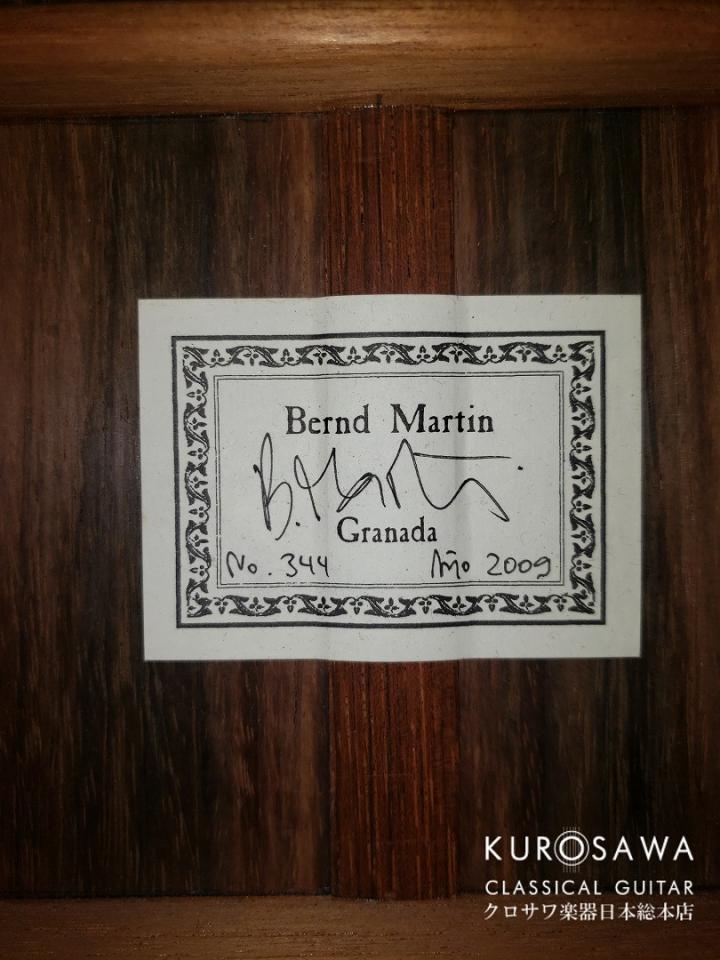 Bernd Martin
B. Martin.
Granada
No. 344 Año 2009
KUROSAWA
CLASSICAL GUITAR
クロサワ楽器日本総本店